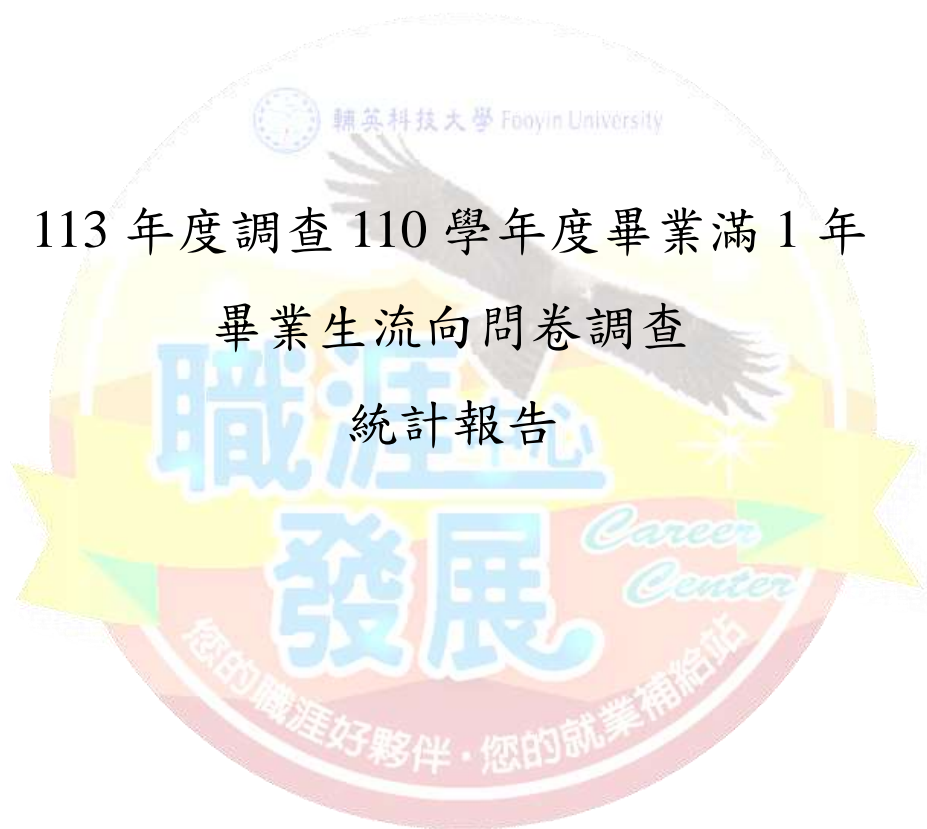 輔英科技大學 Fooyin University
113 年度調查 110 學年度畢業滿 1 年
畢業生流向問卷調查
統計報告
職涯中心
發展
Career
Center
您的職涯好夥伴・您的就業補給站